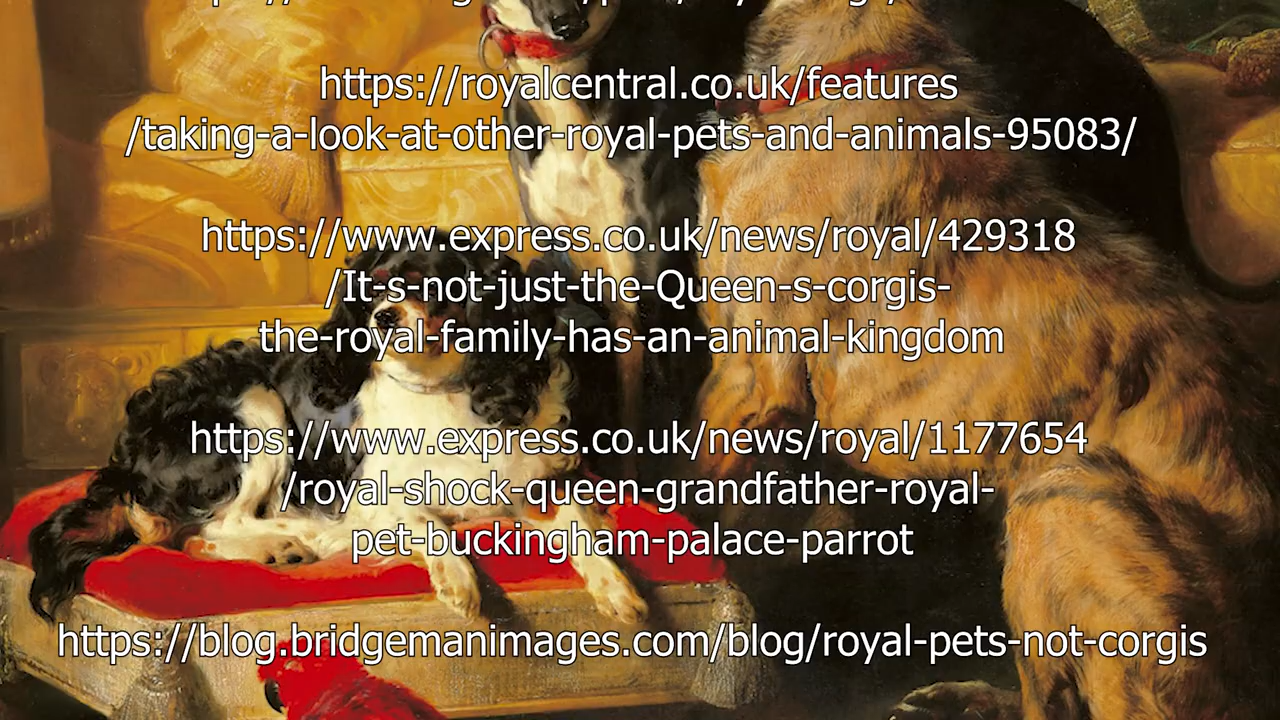 https://royalcentral.co.uk/features
/taking-a-look-at-other-royal-pets-and-animals-95083/
https://www.express.co.uk/news/royal/429318
/It-s-not-just-the-Queen-s-corgis-
the-royal-family-has-an-animal-kingdom
https://www.express.co.uk/news/royal/1177654
/royal-shock-queen-grandfather-royal-
pet-buckingham-palace-parrot
https://blog.bridgemanimages.com/blog/royal-pets-not-corgis